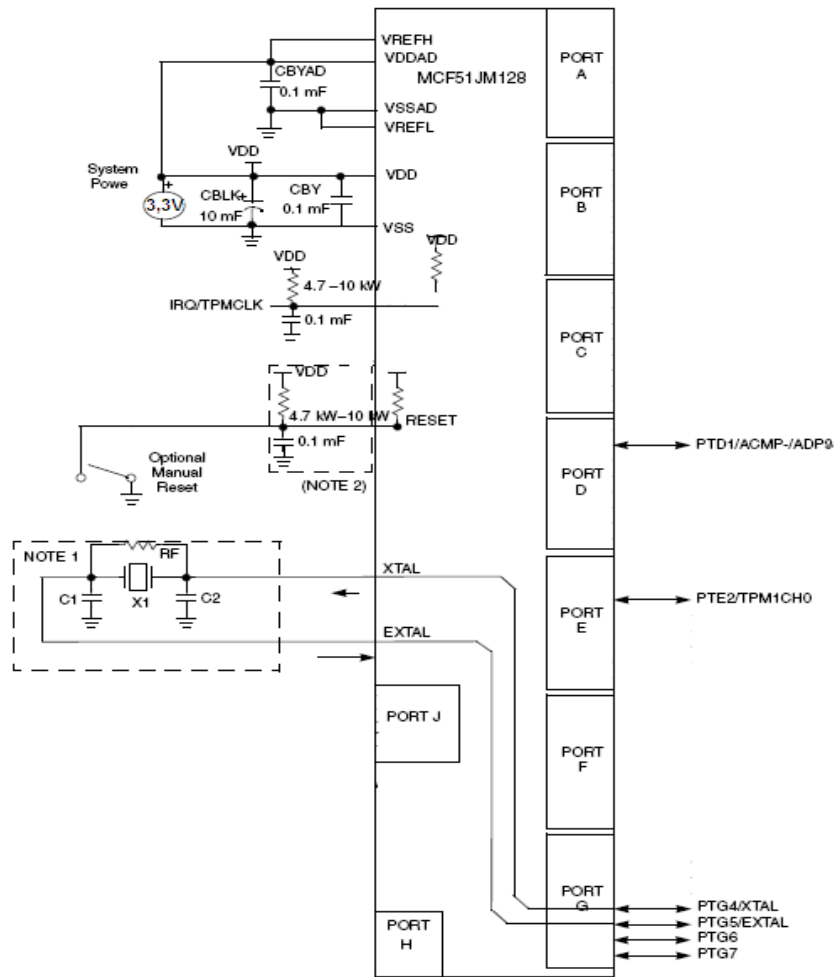 VREFH
VDDAD
MCF51JM128
PORT
A
CBYAD
0.1 mF
VSSAD
VREFL
VDD
System
Powe
+
3,3V
CBLK+
10 mF
CBY
0.1 mF
VDD
VSS
PORT
B
VDD
VDD
4.7 –10 kW
IRQ/TPMCLK
0.1 mF
PORT
C
VDD
4.7 kW–10 kW
RESET
0.1 mF
Optional
Manual
Reset
(NOTE 2)
PORT
D
PTD1/ACMP-/ADP9
NOTE 1
RF
C1
X1
C2
XTAL
EXTAL
PORT
E
PTE2/TPM1CH0
PORT J
PORT
F
PORT
G
PORT
H
PTG4/XTAL
PTG5/EXTAL
PTG6
PTG7